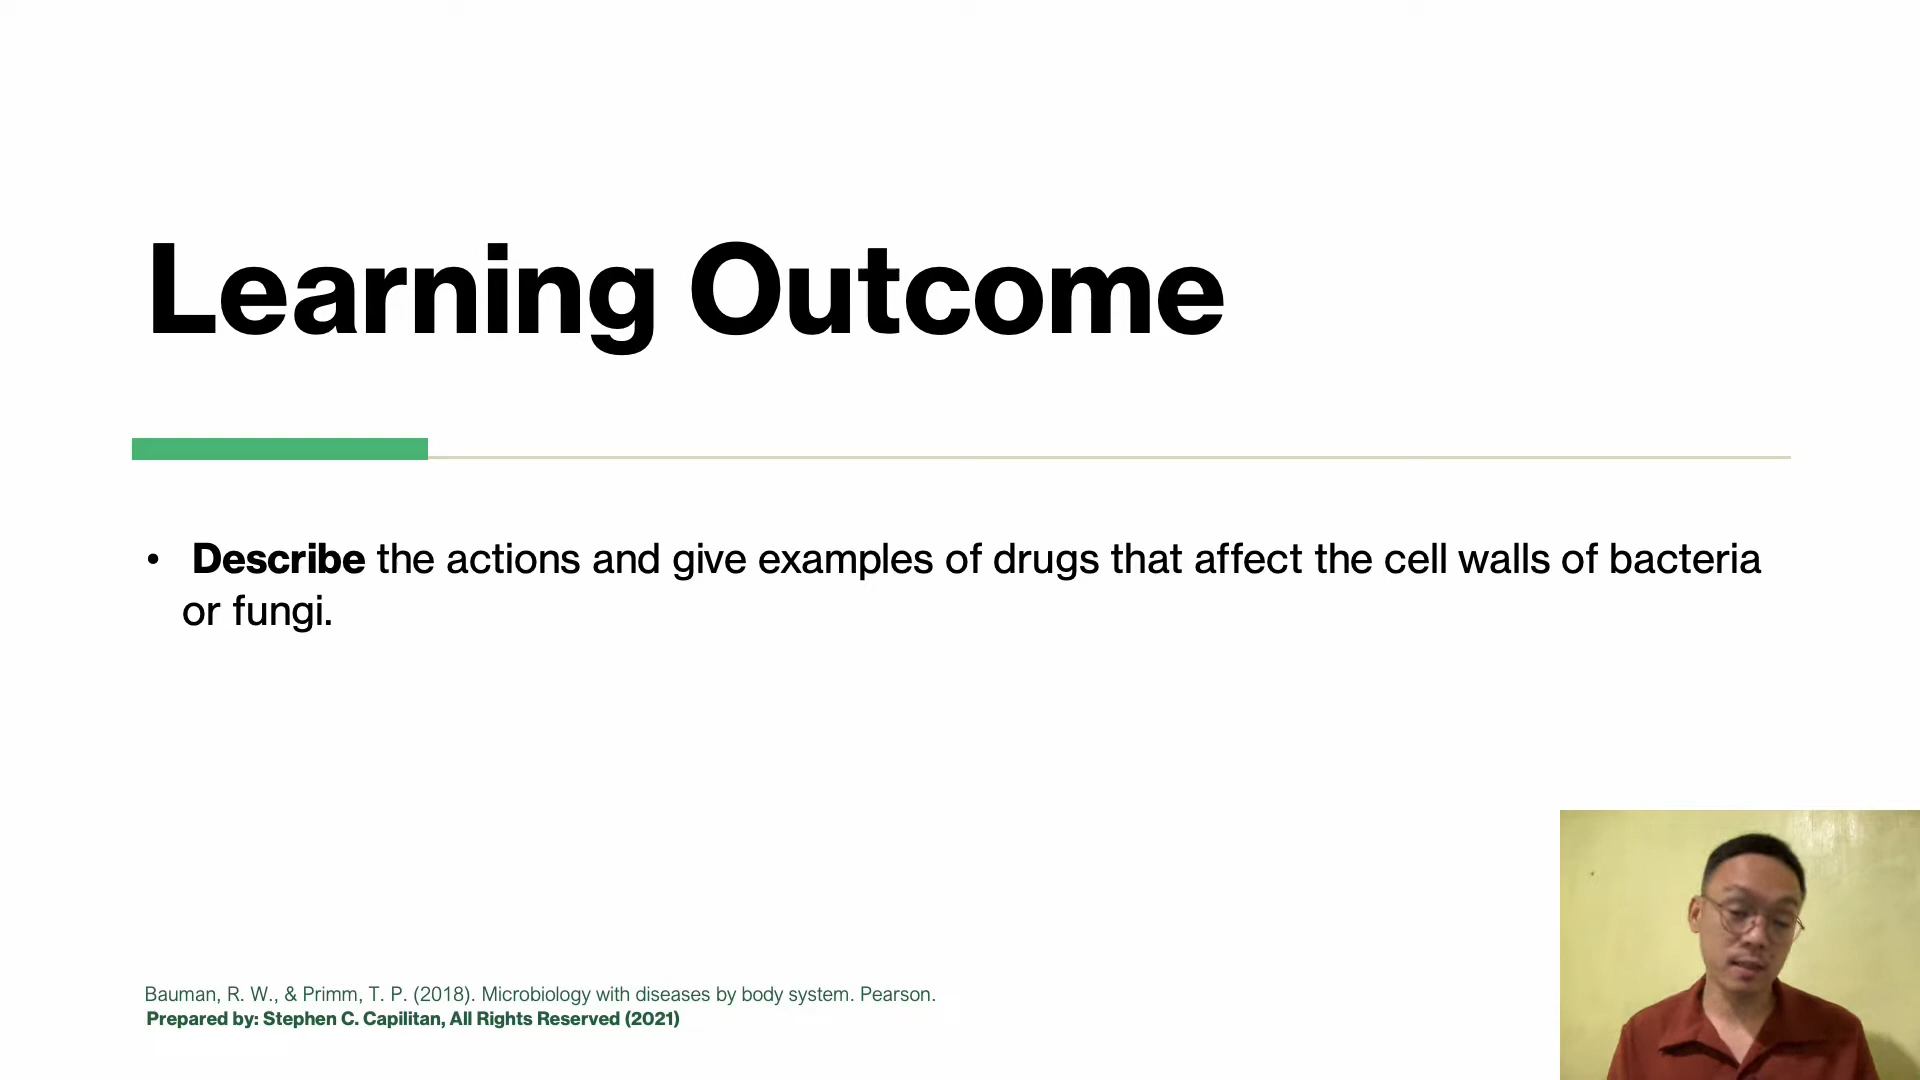 Learning Outcome
• Describe the actions and give examples of drugs that affect the cell walls of bacteria
or fungi.
Bauman, R. W., & Primm, T. P. (2018). Microbiology with diseases by body system. Pearson.
Prepared by: Stephen C. Capilitan, All Rights Reserved (2021)